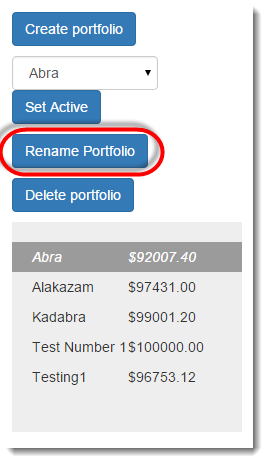 Create portfolio
Abra
Set Active
Rename Portfolio
Delete portfolio
Abra $92007.40
Alakazam $97431.00
Kadabra $99001.20
Test Number 1 $100000.00
Testing1 $96753.12